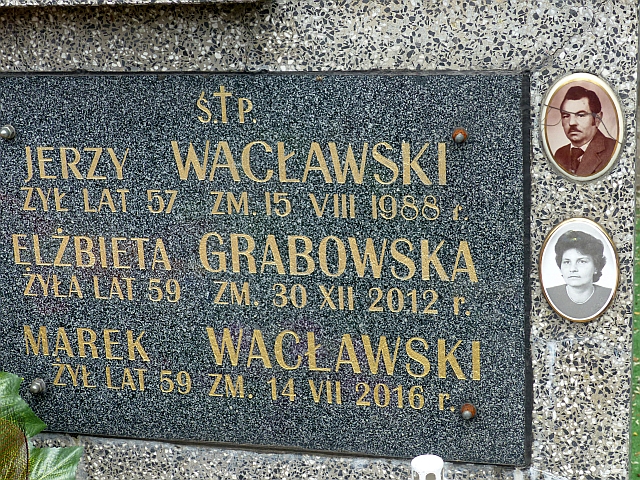 Ś.†P.
JERZY WACŁAWSKI
ŻYŁ LAT 57 ZM. 15 VIII 1988 r.
ELŻBIETA GRABOWSKA
ŻYŁA LAT 59 ZM. 30 XII 2012 r.
MAREK WACŁAWSKI
ŻYŁ LAT 59 ZM. 14 VII 2016 r.